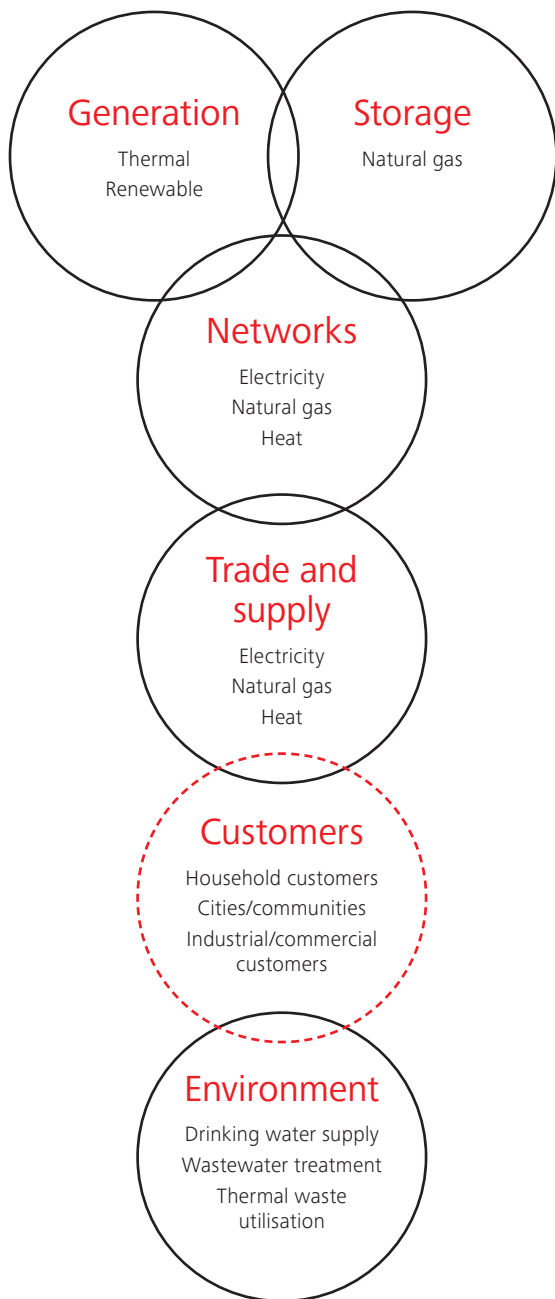 Generation
Thermal
Renewable
Storage
Natural gas
Networks
Electricity
Natural gas
Heat
Trade and
supply
Electricity
Natural gas
Heat
Customers
Household customers
Cities/communities
Industrial/commercial
customers
Environment
Drinking water supply
Wastewater treatment
Thermal waste
utilisation